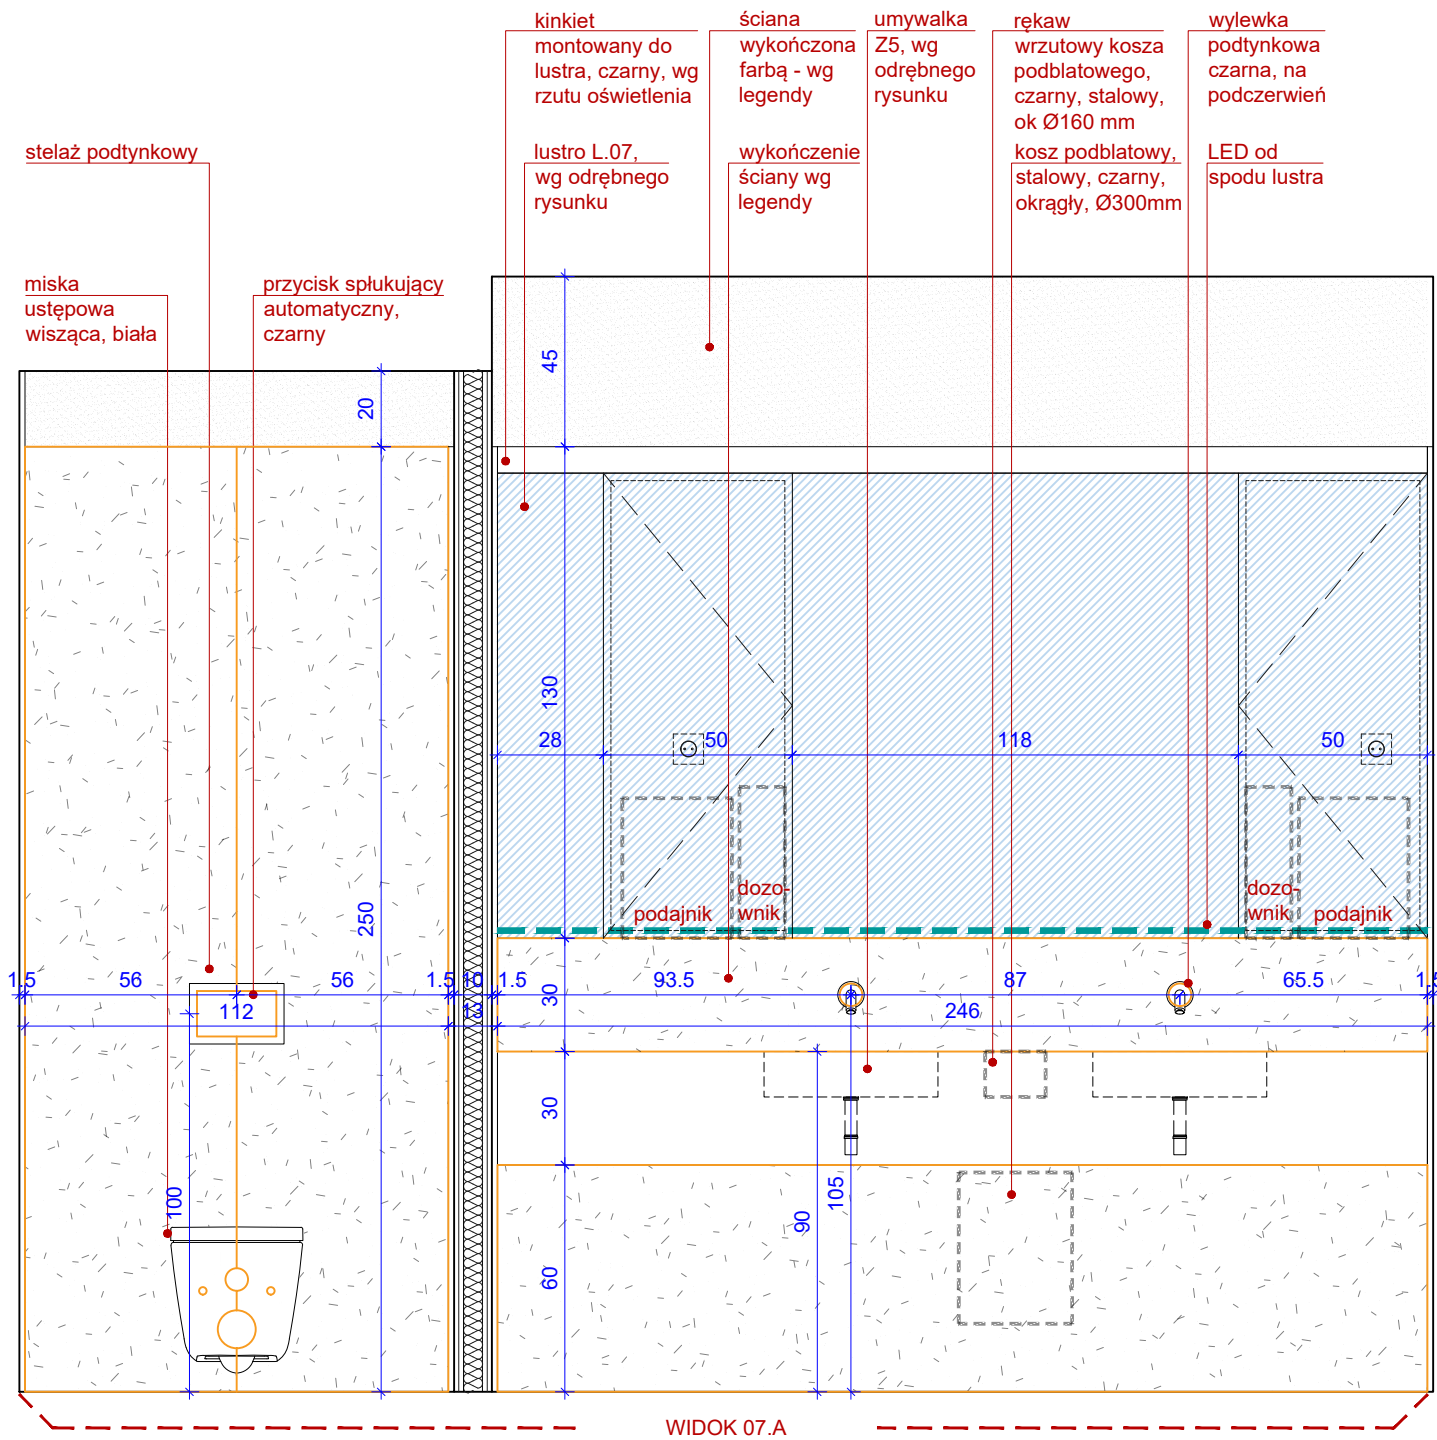 kinkiet
montowany do
lustra, czarny, wg
rzutu oświetlenia
ściana
wykończona
farbą - wg
legendy
umywalka
Z5, wg
odrębnego
rysunku
rękaw
wrzutowy kosza
podblatowego,
czarny, stalowy,
ok Ø160 mm
wylewka
podtynkowa
czarna, na
podczerwień
stelaż podtynkowy
lustro L.07,
wg odrębnego
rysunku
wykończenie
ściany wg
legendy
kosz podblatowy,
stalowy, czarny,
okrągły, Ø300mm
LED od
spodu lustra
miska
ustępowa
wisząca, biała
przycisk spłukujący
automatyczny,
czarny
45
20
130
28
50
118
50
250
dozo-
wnik
podajnik
dozo-
wnik
podajnik
1.5
56
56
1.5
10
1.5
93.5
87
65.5
1.5
30
112
13
246
30
100
105
90
60
WIDOK 07.A